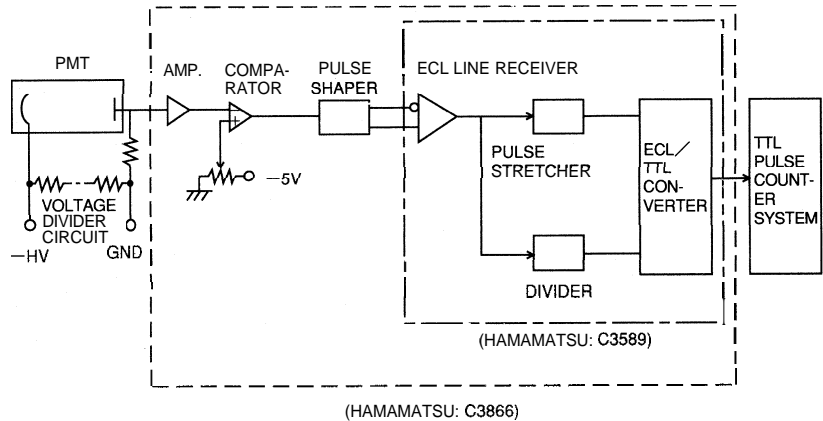 PMT
AMP.
COMPA-
RATOR
PULSE
SHAPER
ECL LINE RECEIVER
PULSE
STRETCHER
ECL/
TTL
CON-
VERTER
TTL
PULSE
COUNT-
ER
SYSTEM
—5V
VOLTAGE
DIVIDER
CIRCUIT
—HV
GND
DIVIDER
(HAMAMATSU: C3589)
(HAMAMATSU: C3866)